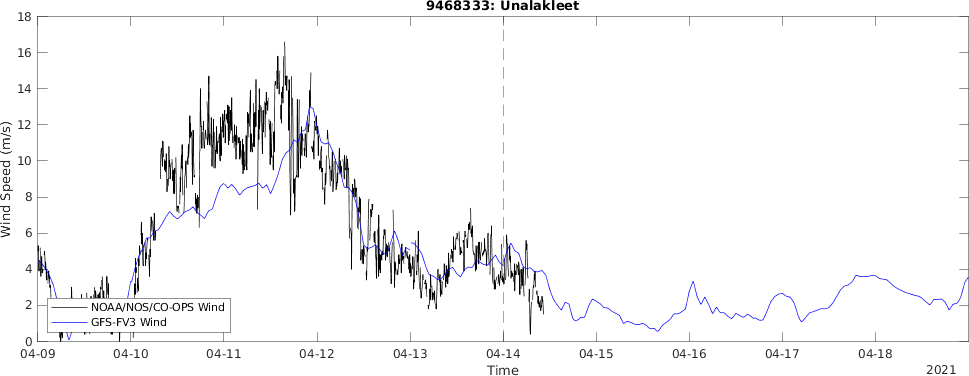 9468333: Unalakleet
18
16
14
12
10
8
6
4
2
0
Wind Speed (m/s)
NOAA/NOS/CO-OPS Wind
GFS-FV3 Wind
04-09 04-10 04-11 04-12 04-13 04-14 04-15 04-16 04-17 04-18
Time
2021